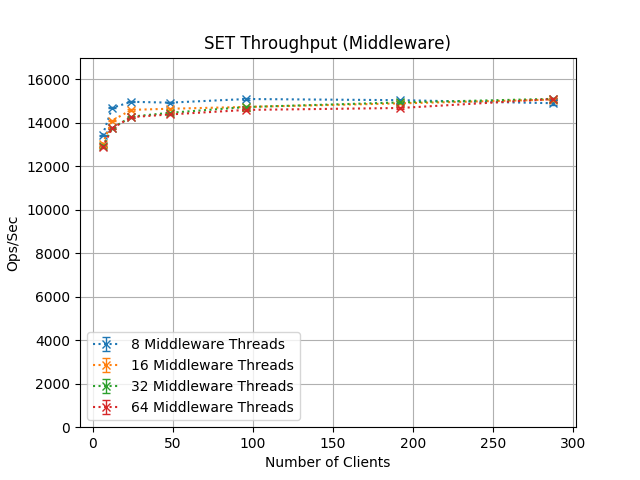 SET Throughput (Middleware)
Ops/Sec
16000
14000
12000
10000
8000
6000
4000
2000
0
8 Middleware Threads
16 Middleware Threads
32 Middleware Threads
64 Middleware Threads
0 50 100 150 200 250 300
Number of Clients